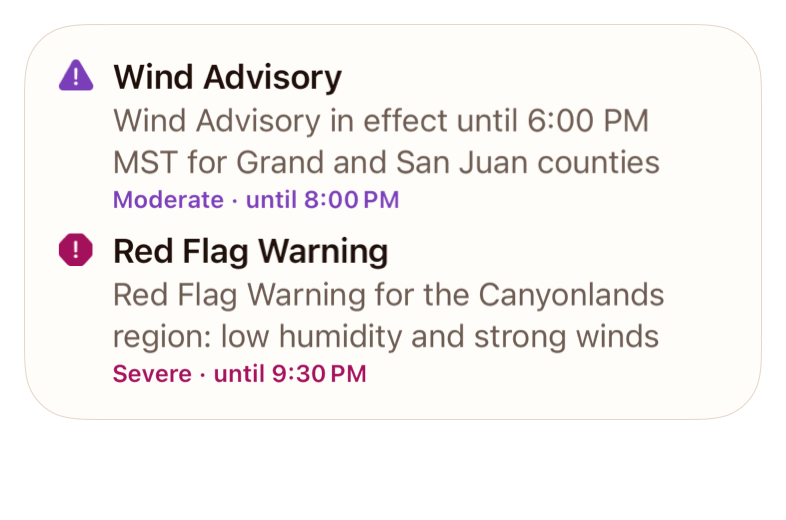 Wind Advisory
Wind Advisory in effect until 6:00 PM
MST for Grand and San Juan counties
Moderate · until 8:00 PM
Red Flag Warning
Red Flag Warning for the Canyonlands
region: low humidity and strong winds
Severe · until 9:30 PM